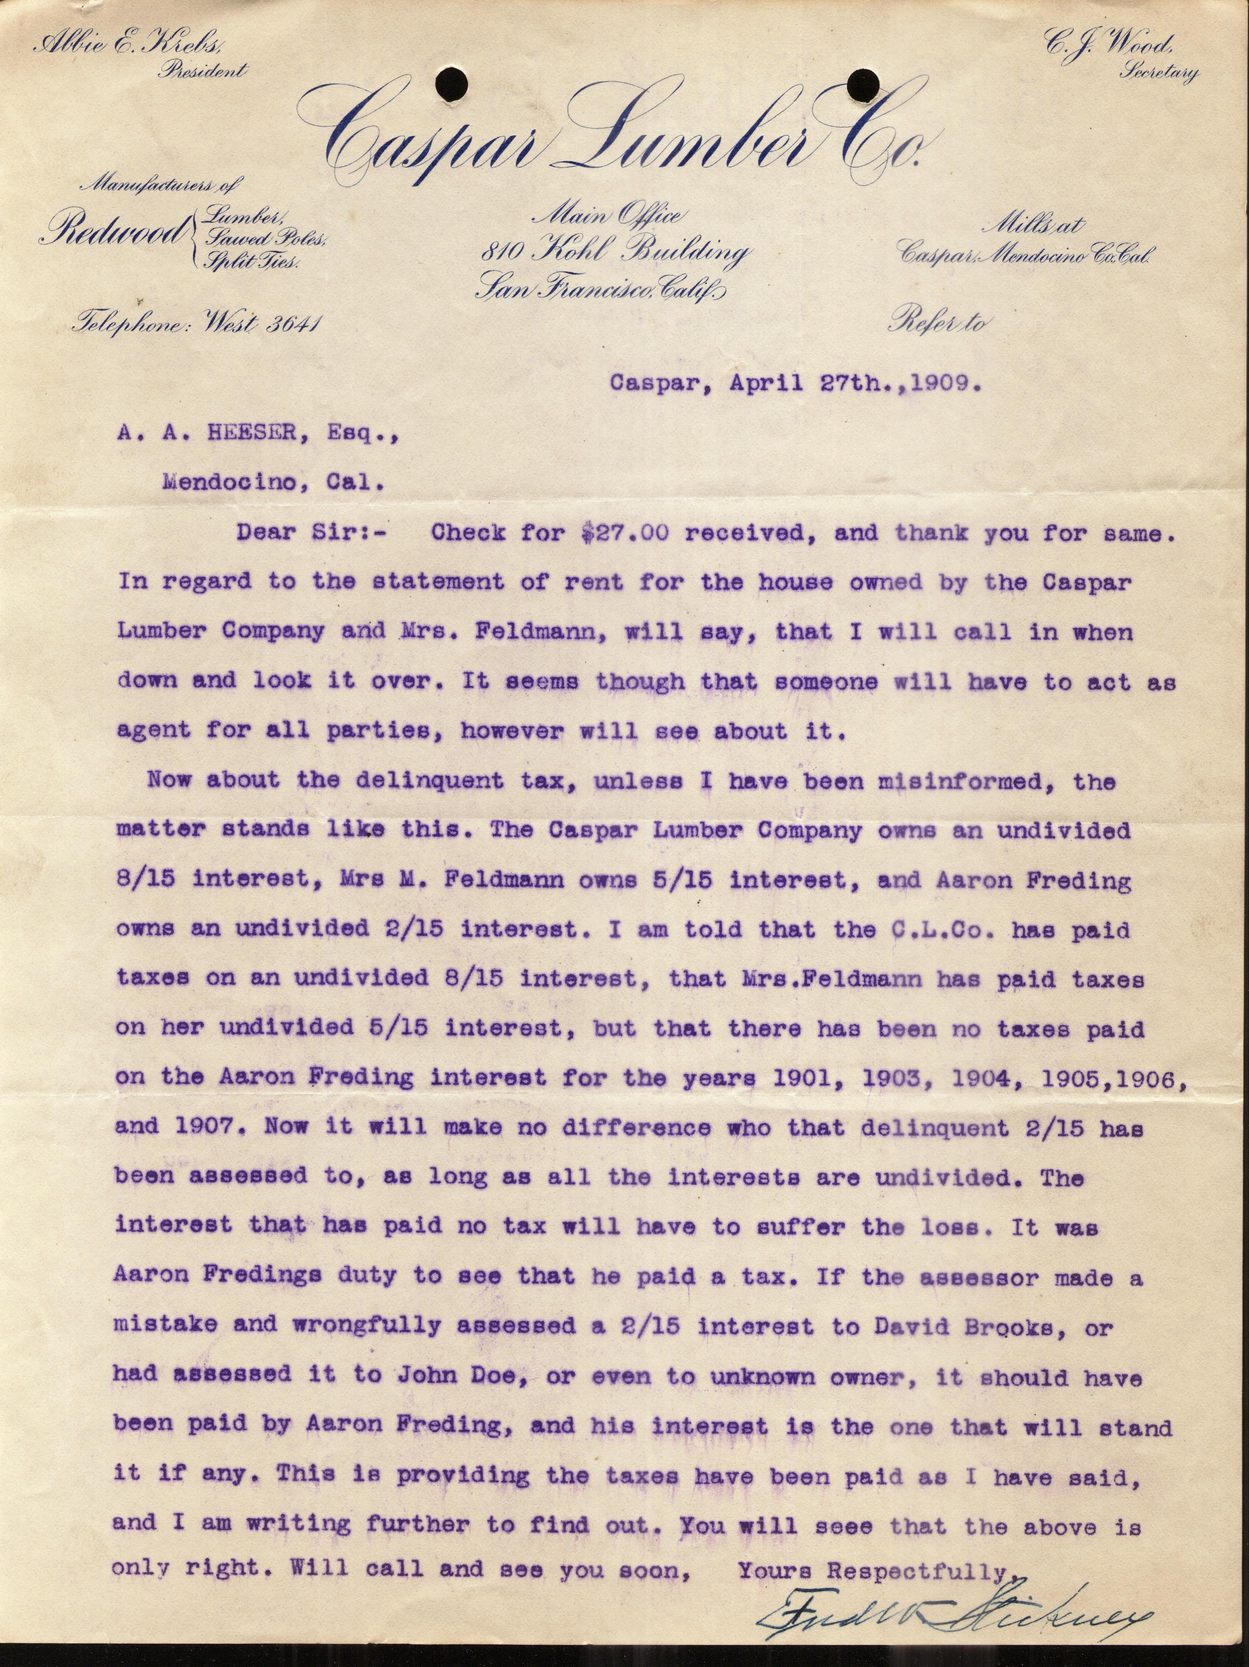 Abbie E. Krebs,
President
C. J. Wood,
Secretary
Caspar Lumber Co.
Manufacturers of
Redwood { Lumber,
Sawed Poles,
Split Ties.
Main Office
810 Kohl Building
San Francisco, Calif.
Mills at
Caspar, Mendocino Co. Cal.
Telephone: West 3641
Refer to
Caspar, April 27th.,1909.
A. A. HEESER, Esq.,
Mendocino, Cal.
Dear Sir:- Check for $27.00 received, and thank you for same.
In regard to the statement of rent for the house owned by the Caspar
Lumber Company and Mrs. Feldmann, will say, that I will call in when
down and look it over. It seems though that someone will have to act as
agent for all parties, however will see about it.
Now about the delinquent tax, unless I have been misinformed, the
matter stands like this. The Caspar Lumber Company owns an undivided
8/15 interest, Mrs M. Feldmann owns 5/15 interest, and Aaron Freding
owns an undivided 2/15 interest. I am told that the C.L.Co. has paid
taxes on an undivided 8/15 interest, that Mrs.Feldmann has paid taxes
on her undivided 5/15 interest, but that there has been no taxes paid
on the Aaron Freding interest for the years 1901, 1903, 1904, 1905,1906,
and 1907. Now it will make no difference who that delinquent 2/15 has
been assessed to, as long as all the interests are undivided. The
interest that has paid no tax will have to suffer the loss. It was
Aaron Fredings duty to see that he paid a tax. If the assessor made a
mistake and wrongfully assessed a 2/15 interest to David Brooks, or
had assessed it to John Doe, or even to unknown owner, it should have
been paid by Aaron Freding, and his interest is the one that will stand
it if any. This is providing the taxes have been paid as I have said,
and I am writing further to find out. You will seee that the above is
only right. Will call and see you soon, Yours Respectfully,
Fred W Stickney